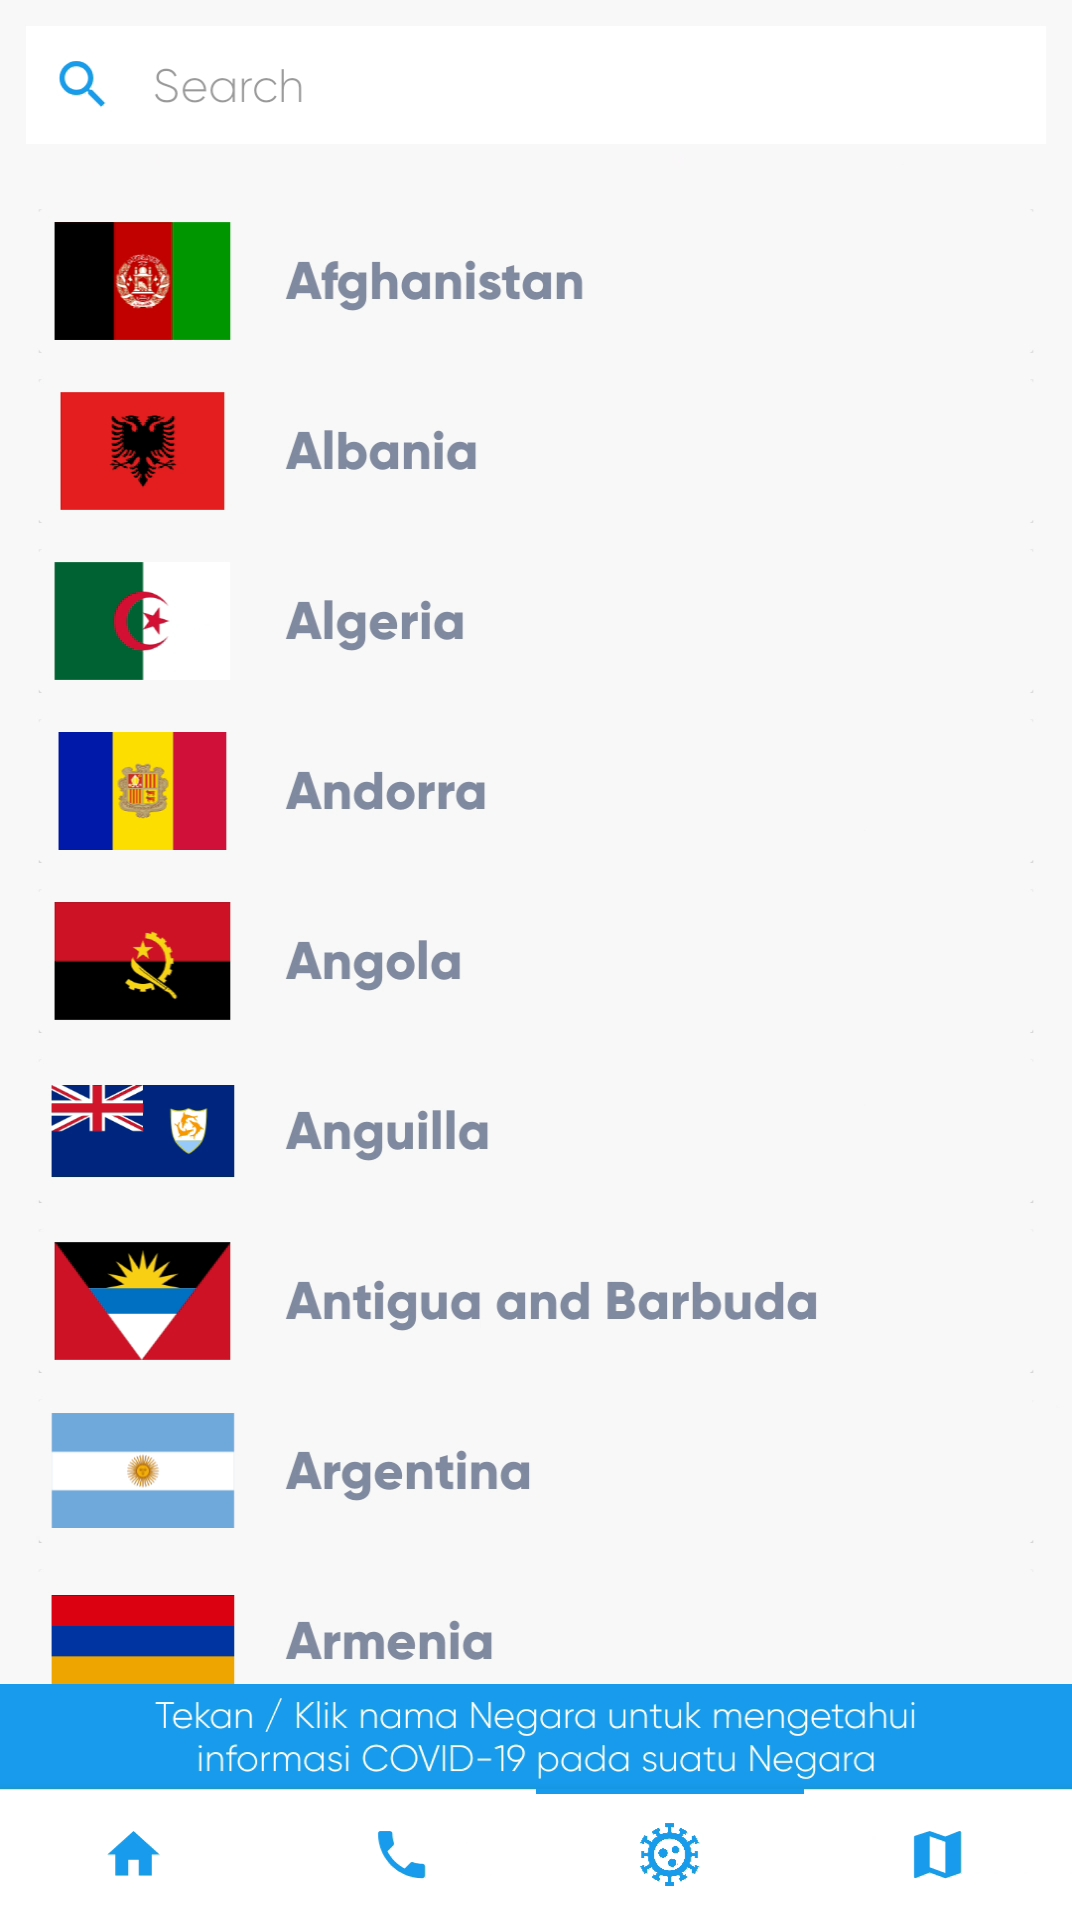 Search
Afghanistan
Albania
Algeria
Andorra
Angola
Anguilla
Antigua and Barbuda
Argentina
Armenia
Tekan / Klik nama Negara untuk mengetahui
informasi COVID-19 pada suatu Negara